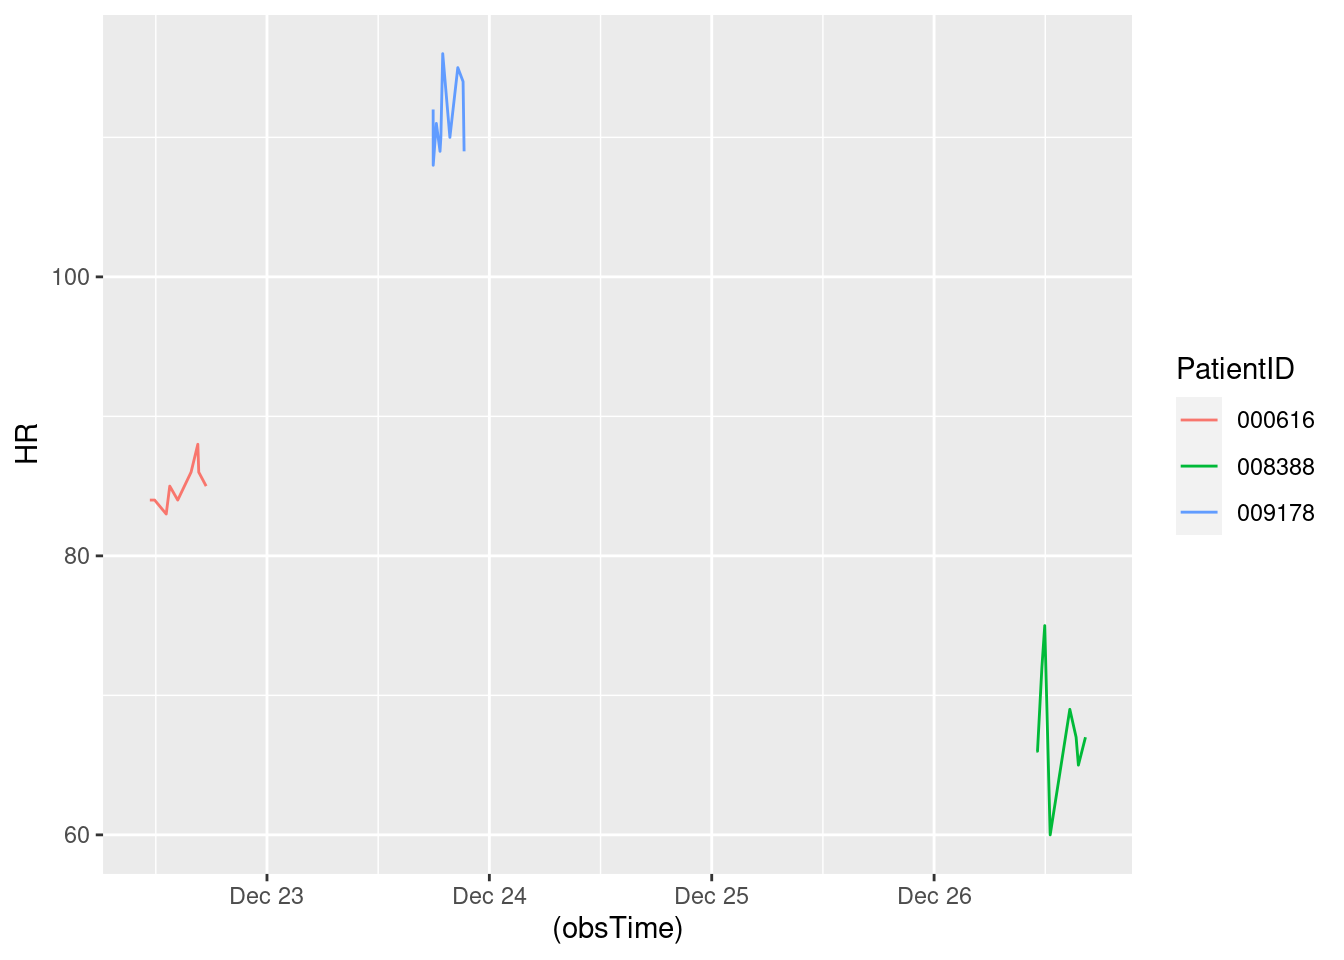 HR
100
80
60
Dec 23
Dec 24
Dec 25
Dec 26
(obsTime)
PatientID
000616
008388
009178